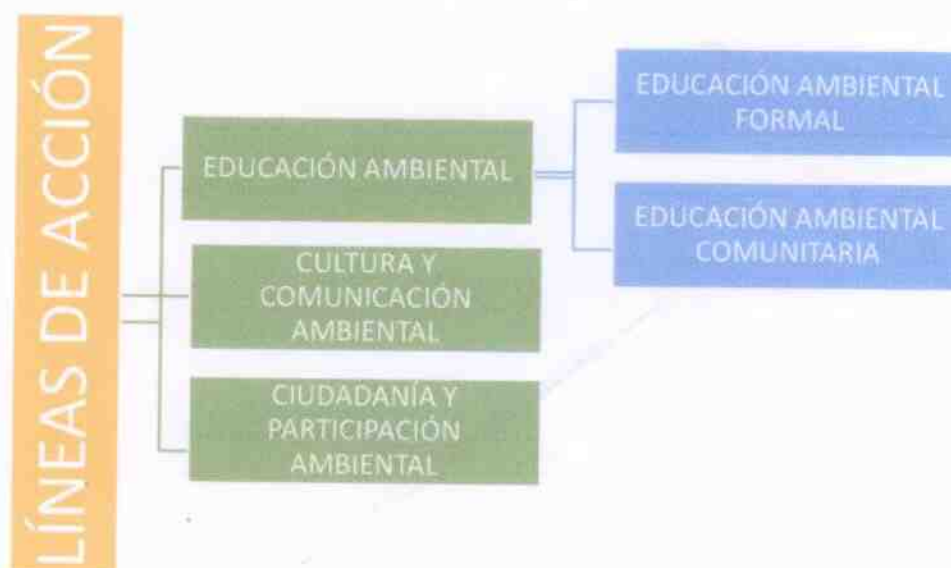 LÍNEAS DE ACCIÓN
EDUCACIÓN AMBIENTAL
CULTURA Y
COMUNICACIÓN
AMBIENTAL
CIUDADANÍA Y
PARTICIPACIÓN
AMBIENTAL
EDUCACIÓN AMBIENTAL
FORMAL
EDUCACIÓN AMBIENTAL
COMUNITARIA